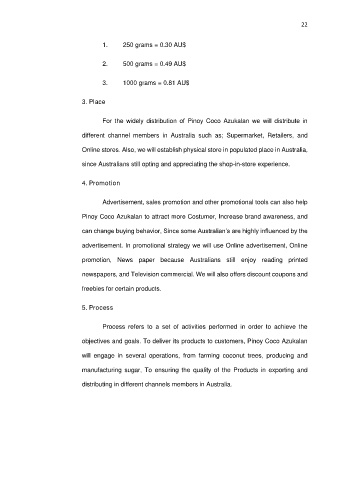 22
1. 250 grams = 0.30 AU$
2. 500 grams = 0.49 AU$
3. 1000 grams = 0.81 AU$
3. Place
For the widely distribution of Pinoy Coco Azukalan we will distribute in
different channel members in Australia such as; Supermarket, Retailers, and
Online stores. Also, we will establish physical store in populated place in Australia,
since Australians still opting and appreciating the shop-in-store experience.
4. Promotion
Advertisement, sales promotion and other promotional tools can also help
Pinoy Coco Azukalan to attract more Costumer, Increase brand awareness, and
can change buying behavior, Since some Australian's are highly influenced by the
advertisement. In promotional strategy we will use Online advertisement, Online
promotion, News paper because Australians still enjoy reading printed
newspapers, and Television commercial. We will also offers discount coupons and
freebies for certain products.
5. Process
Process refers to a set of activities performed in order to achieve the
objectives and goals. To deliver its products to customers, Pinoy Coco Azukalan
will engage in several operations, from farming coconut trees, producing and
manufacturing sugar, To ensuring the quality of the Products in exporting and
distributing in different channels members in Australia.